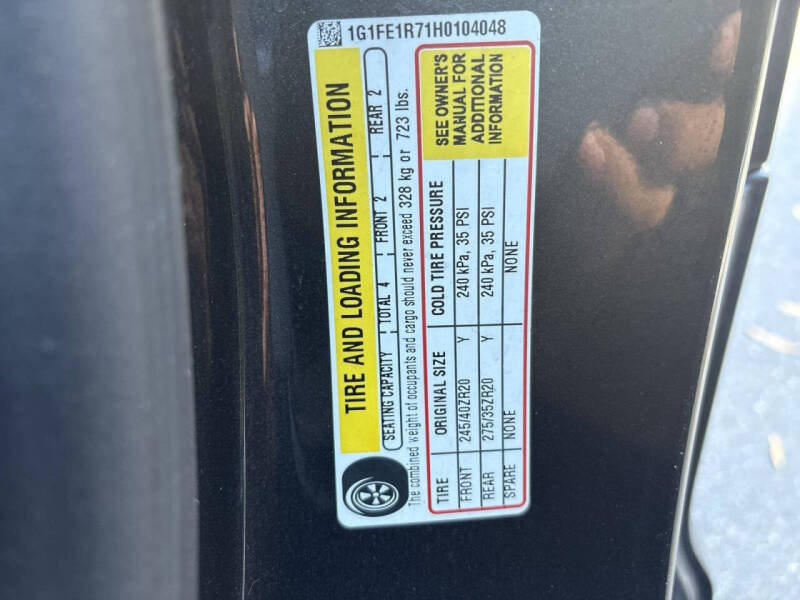 1G1FE1R71H0104048
TIRE AND LOADING INFORMATION
SEATING CAPACITY : TOTAL 4 : FRONT 2 : REAR 2
The combined weight of occupants and cargo should never exceed 328 kg or 723 lbs.
TIRE ORIGINAL SIZE COLD TIRE PRESSURE
FRONT 245/40ZR20 Y 240 kPa, 35 PSI
REAR 275/35ZR20 Y 240 kPa, 35 PSI
SPARE NONE NONE
SEE OWNER'S
MANUAL FOR
ADDITIONAL
INFORMATION